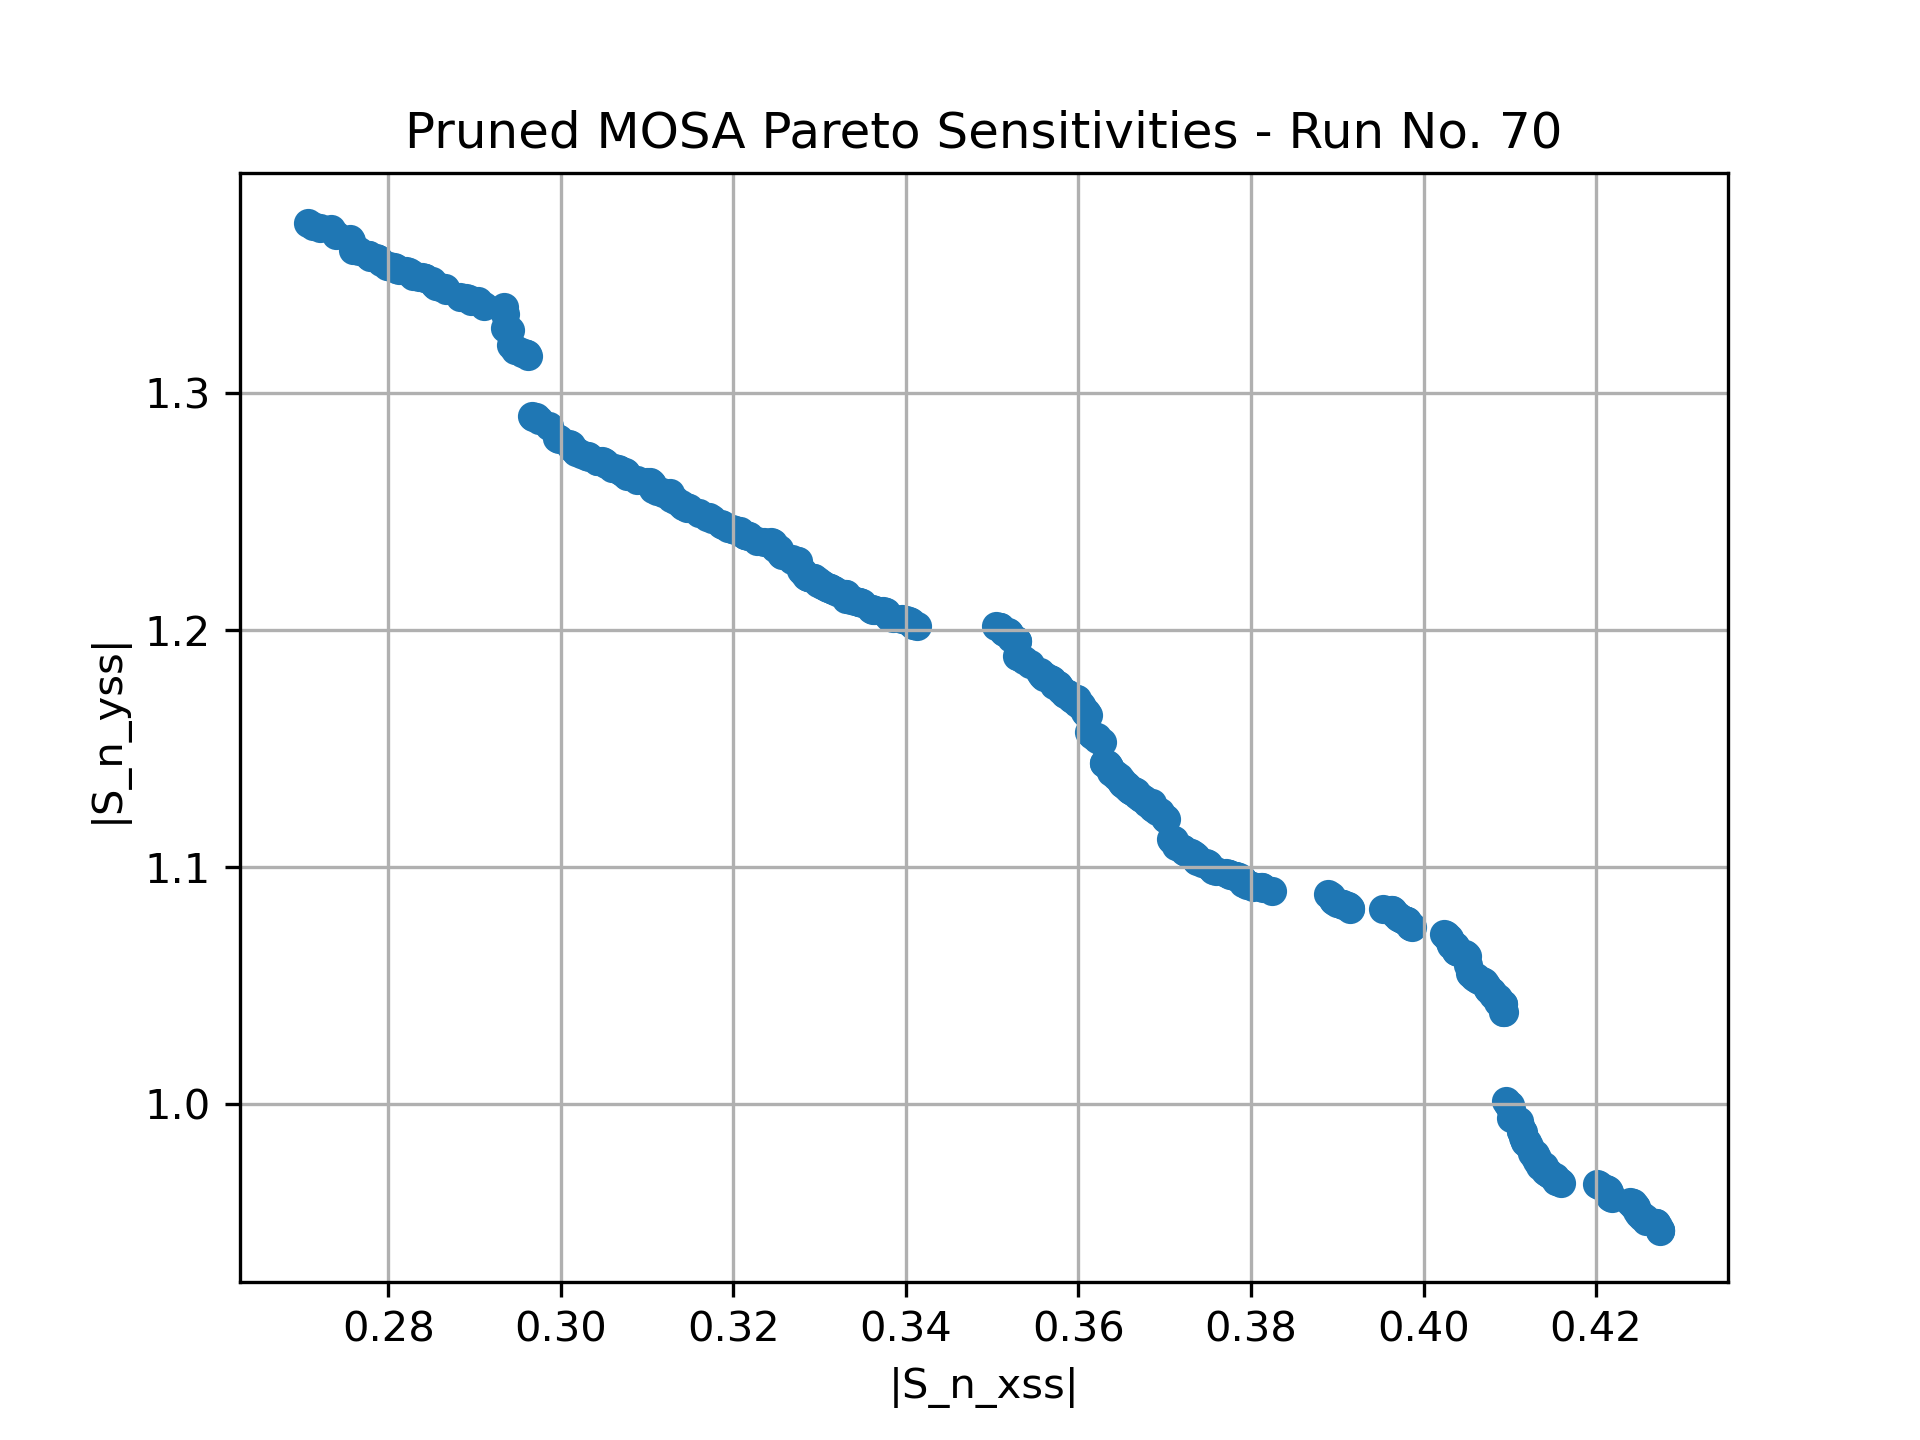 Pruned MOSA Pareto Sensitivities - Run No. 70
|S_n_yss|
1.3
1.2
1.1
1.0
0.28 0.30 0.32 0.34 0.36 0.38 0.40 0.42
|S_n_xss|